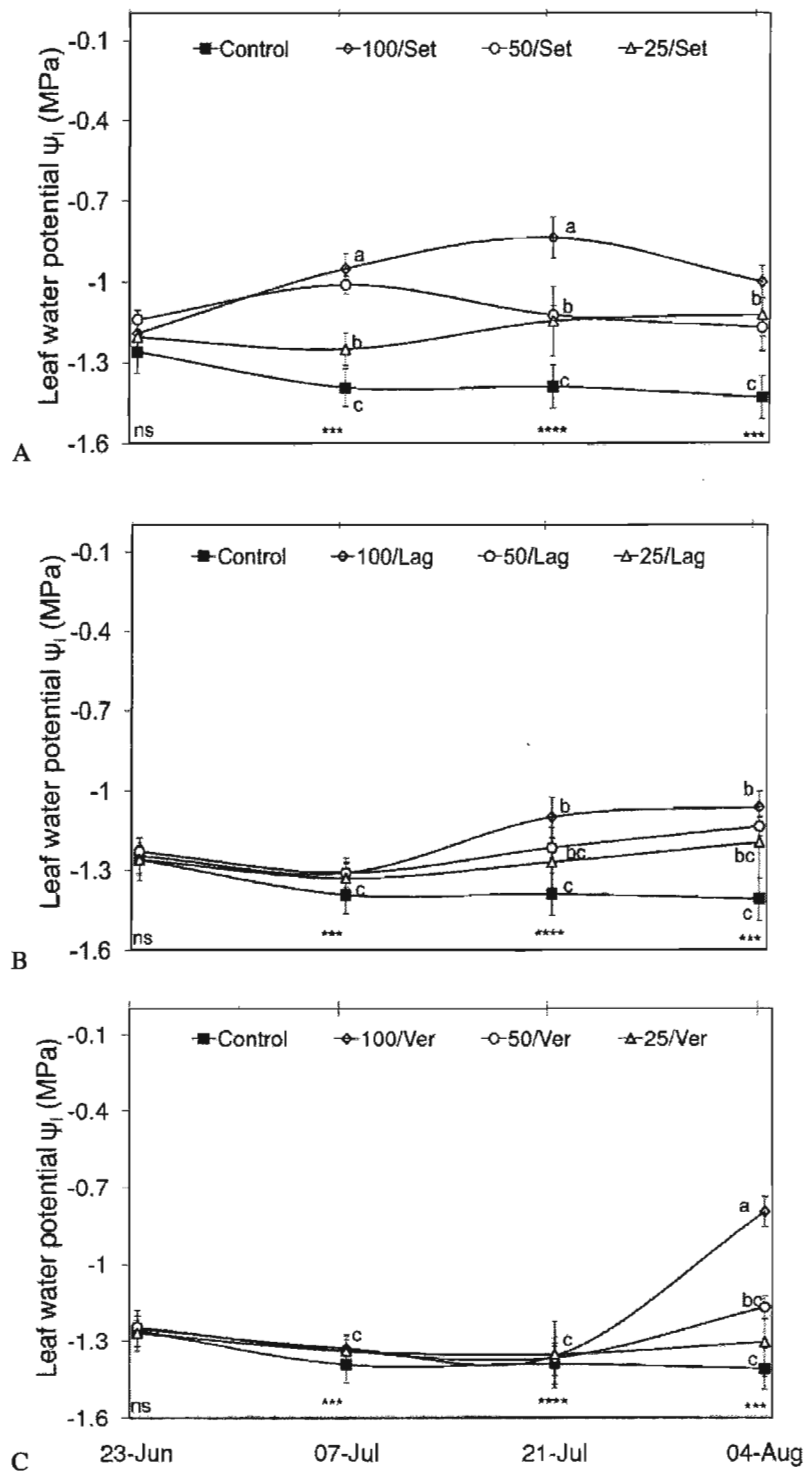 -0.1
Control 100/Set 50/Set 25/Set
-0.4
-0.7
a
a
-1
b
b
b
-1.3
c
c
c
-1.6
ns
***
****
***
Leaf water potential ψl (MPa)
A
-0.1
Control 100/Lag 50/Lag 25/Lag
-0.4
-0.7
-1
b
b
bc
bc
-1.3
c
c
c
-1.6
ns
***
****
***
Leaf water potential ψl (MPa)
B
-0.1
Control 100/Ver 50/Ver 25/Ver
-0.4
-0.7
a
-1
bc
-1.3
c
c
c
-1.6
ns
***
****
***
Leaf water potential ψl (MPa)
C
23-Jun 07-Jul 21-Jul 04-Aug